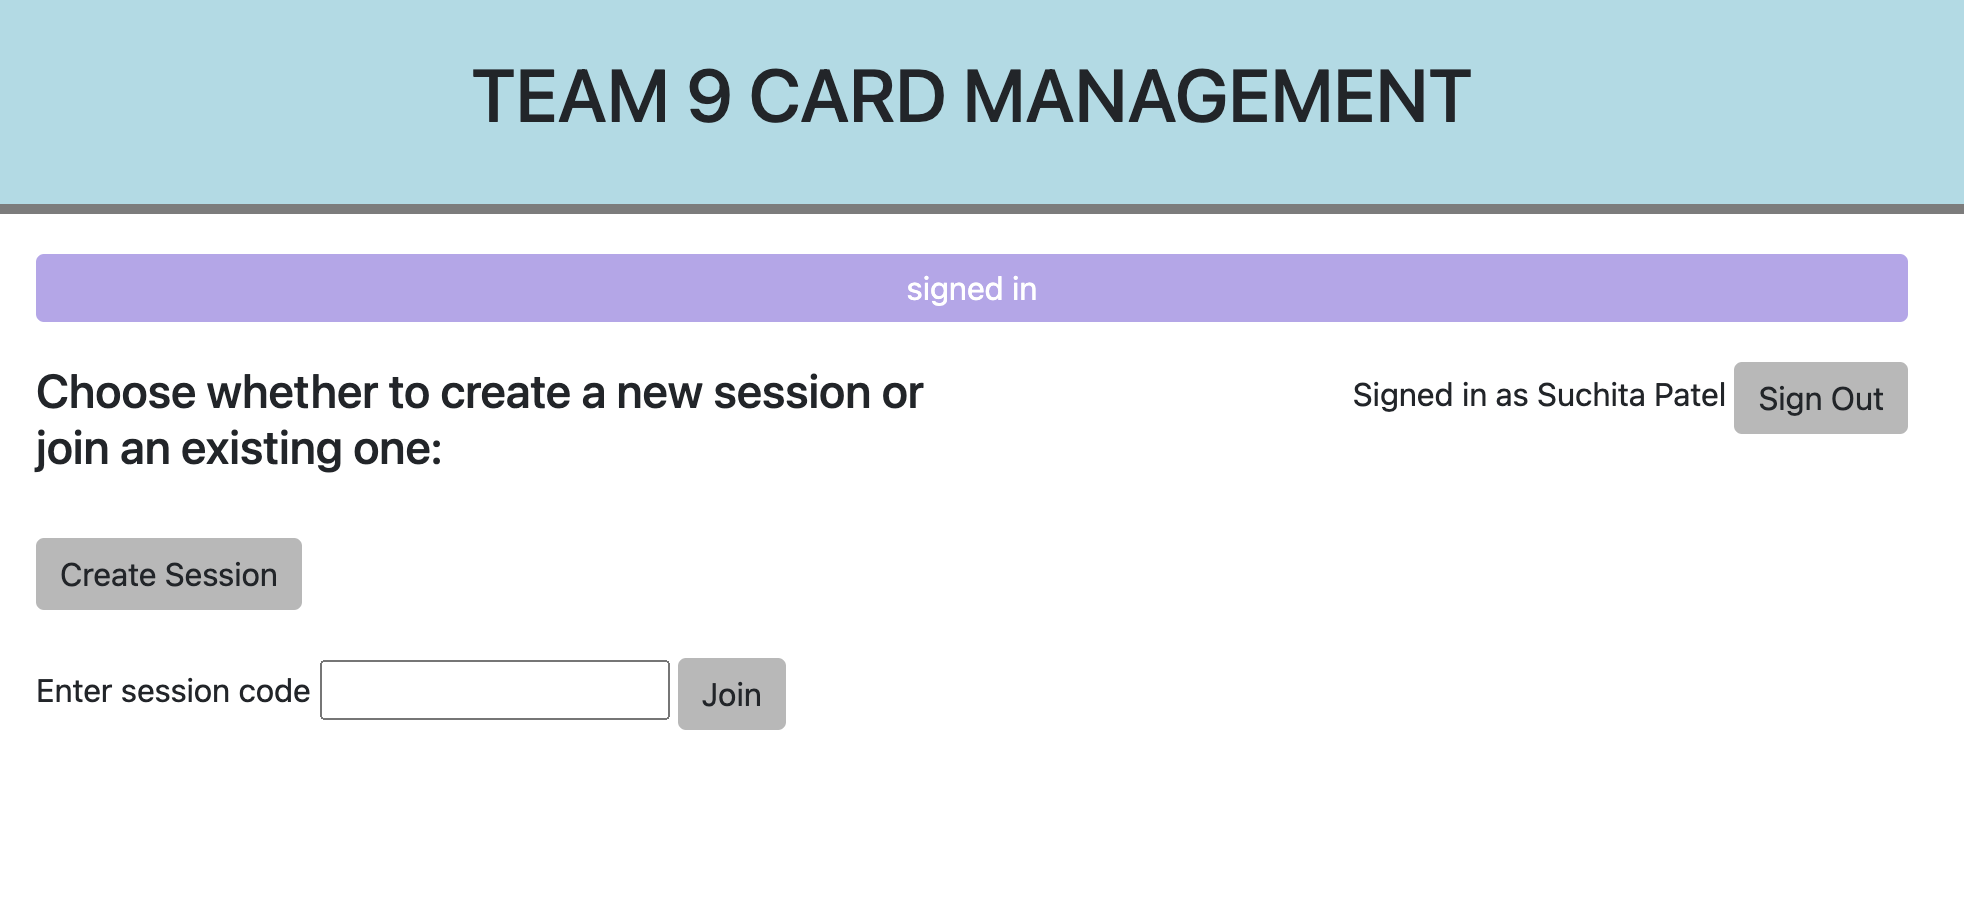 TEAM 9 CARD MANAGEMENT
signed in
Choose whether to create a new session or
join an existing one:
Signed in as Suchita Patel Sign Out
Create Session
Enter session code Join